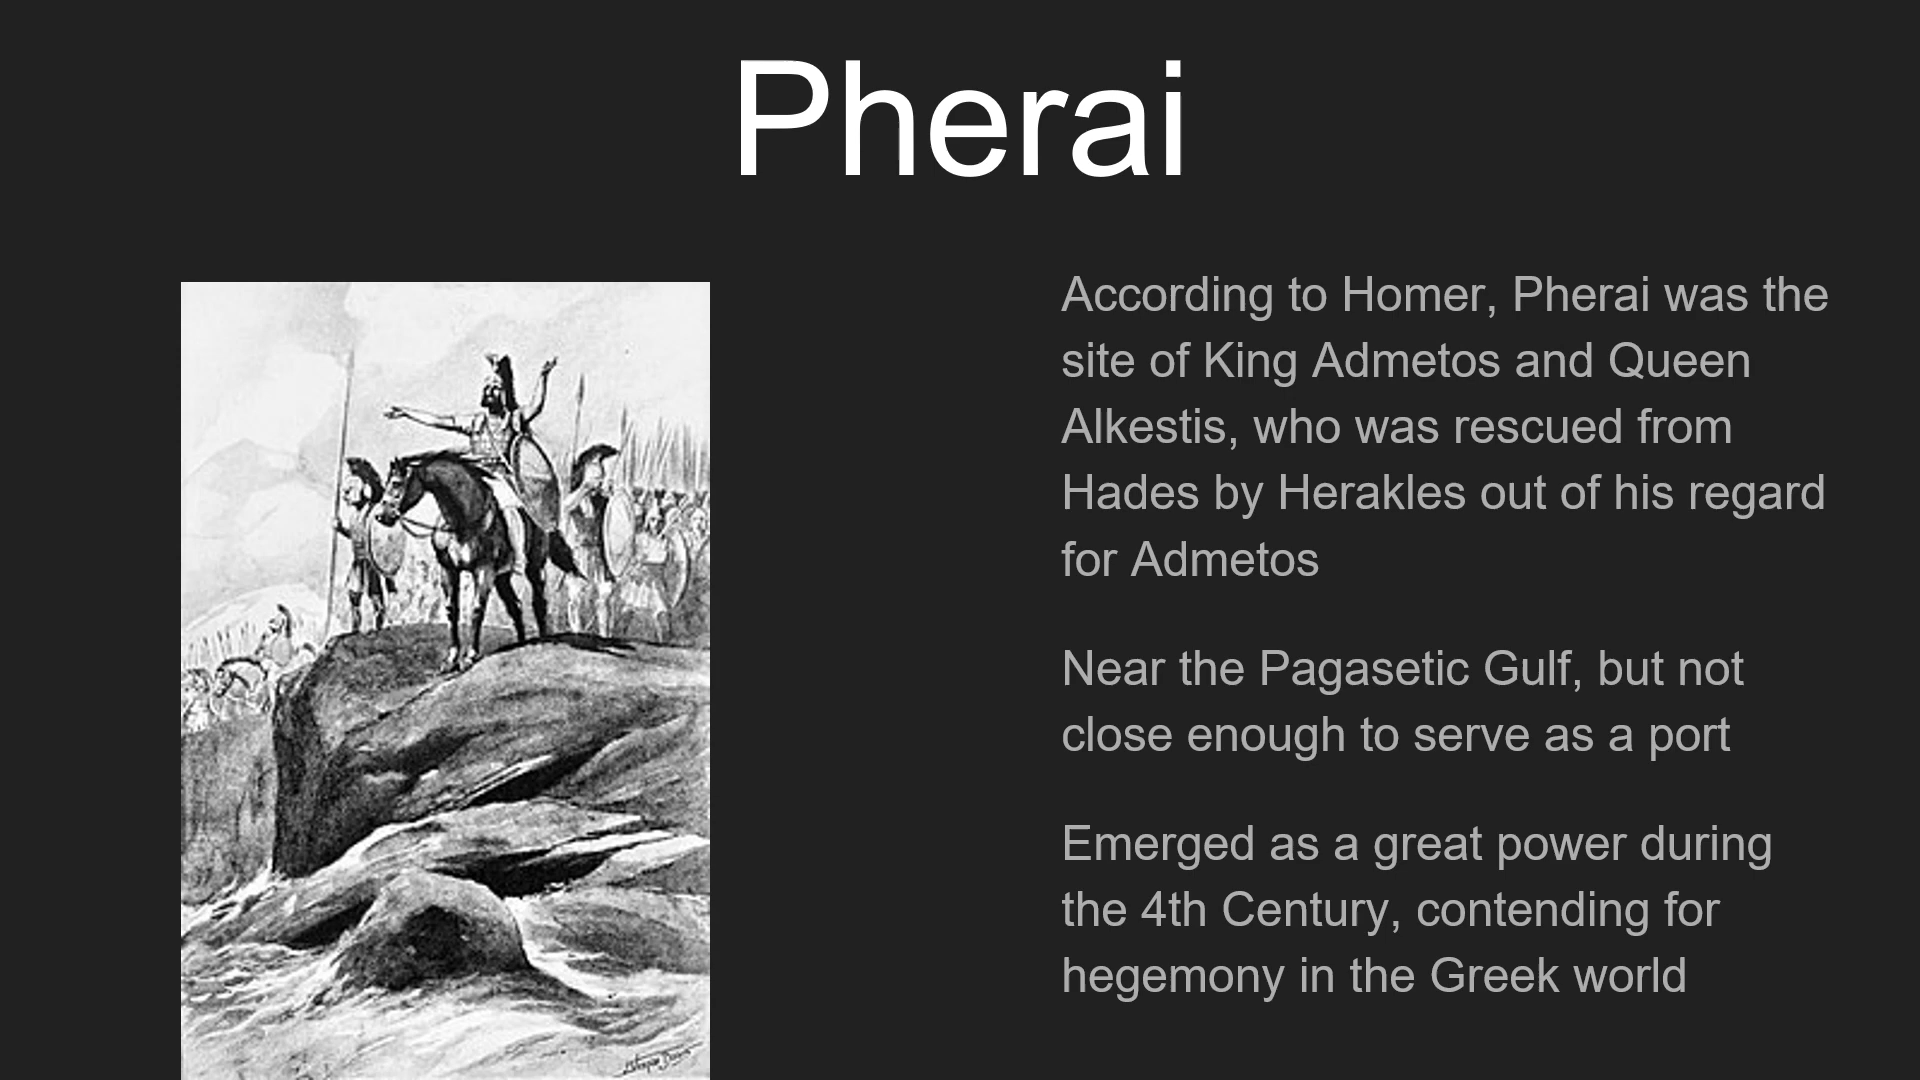 Pherai
According to Homer, Pherai was the
site of King Admetos and Queen
Alkestis, who was rescued from
Hades by Herakles out of his regard
for Admetos
Near the Pagasetic Gulf, but not
close enough to serve as a port
Emerged as a great power during
the 4th Century, contending for
hegemony in the Greek world